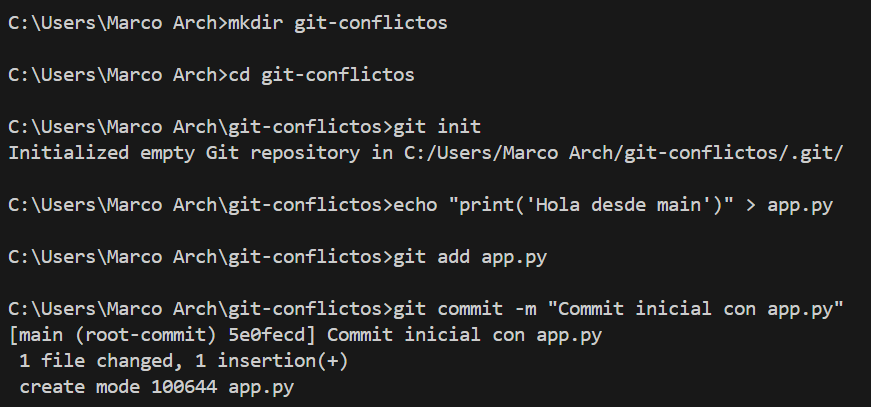 C:\Users\Marco Arch>mkdir git-conflictos
C:\Users\Marco Arch>cd git-conflictos
C:\Users\Marco Arch\git-conflictos>git init
Initialized empty Git repository in C:/Users/Marco Arch/git-conflictos/.git/
C:\Users\Marco Arch\git-conflictos>echo "print('Hola desde main')" > app.py
C:\Users\Marco Arch\git-conflictos>git add app.py
C:\Users\Marco Arch\git-conflictos>git commit -m "Commit inicial con app.py"
[main (root-commit) 5e0fecd] Commit inicial con app.py
 1 file changed, 1 insertion(+)
 create mode 100644 app.py